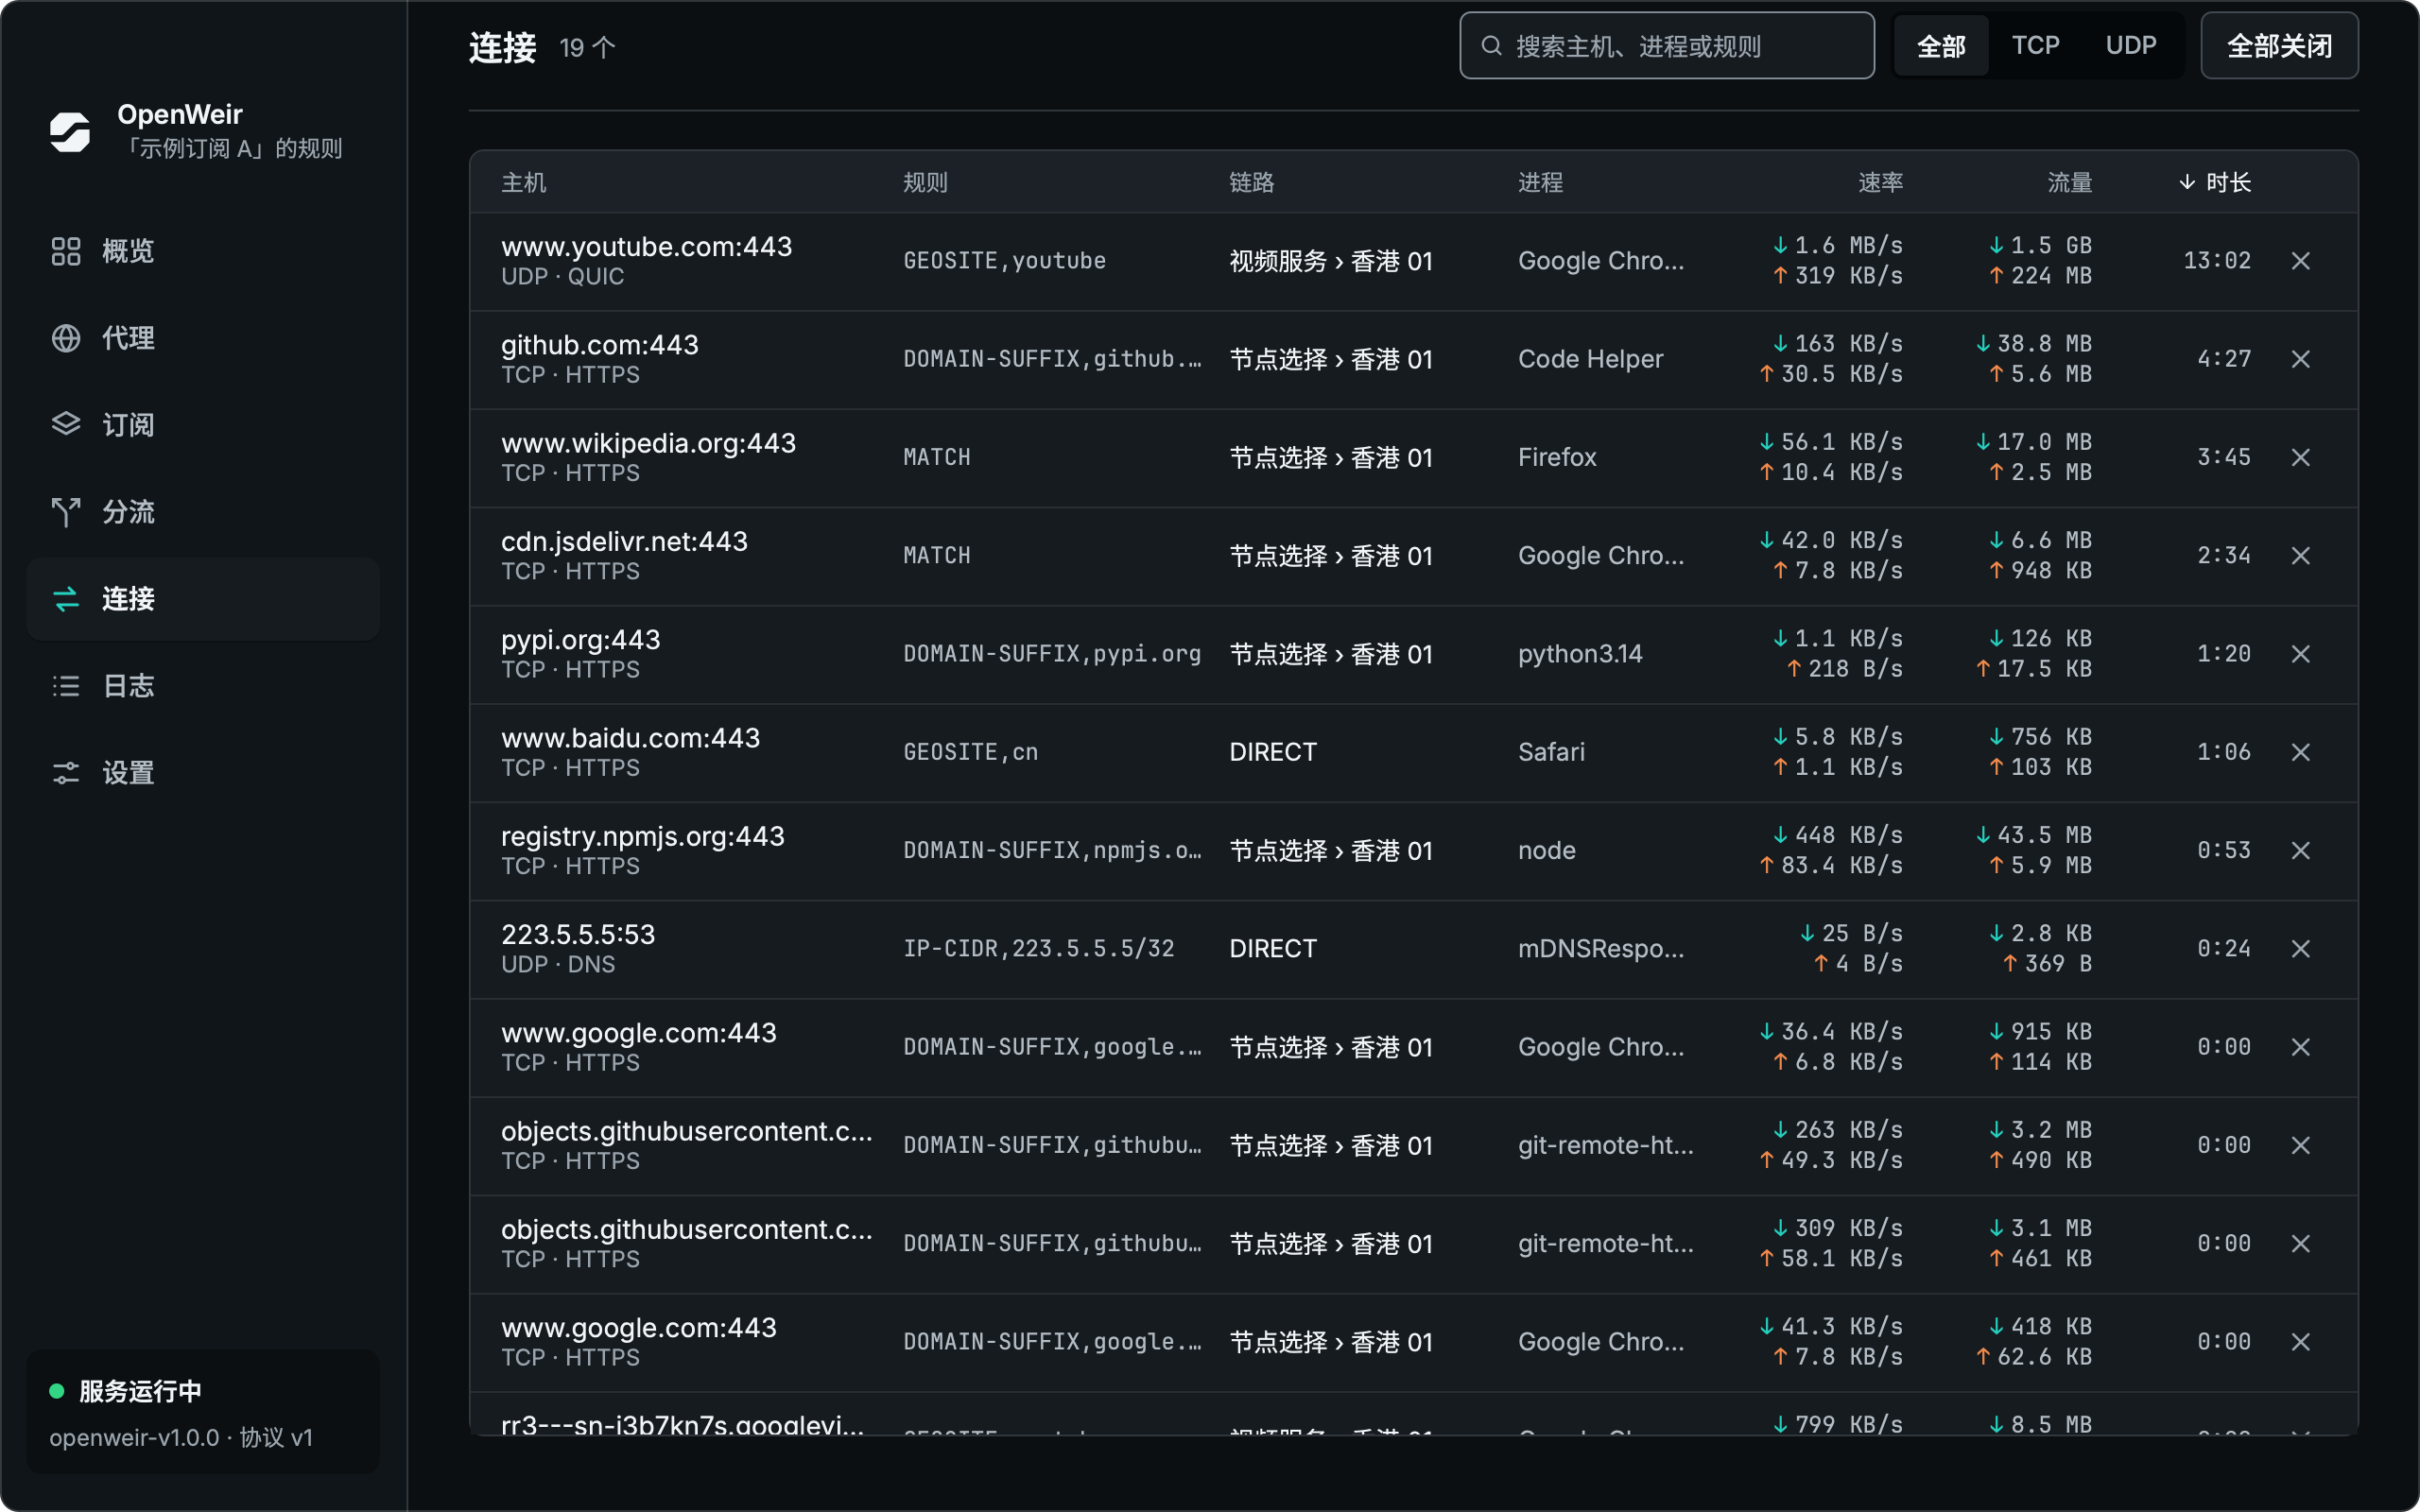 OpenWeir
「示例订阅 A」的规则
概览
代理
订阅
分流
连接
日志
设置
服务运行中
openweir-v1.0.0 · 协议 v1
连接 19 个
搜索主机、进程或规则
全部 TCP UDP
全部关闭
主机 规则 链路 进程 速率 流量 ↓ 时长
www.youtube.com:443
UDP · QUIC
GEOSITE,youtube
视频服务 › 香港 01
Google Chro...
↓ 1.6 MB/s
↑ 319 KB/s
↓ 1.5 GB
↑ 224 MB
13:02
github.com:443
TCP · HTTPS
DOMAIN-SUFFIX,github.…
节点选择 › 香港 01
Code Helper
↓ 163 KB/s
↑ 30.5 KB/s
↓ 38.8 MB
↑ 5.6 MB
4:27
www.wikipedia.org:443
TCP · HTTPS
MATCH
节点选择 › 香港 01
Firefox
↓ 56.1 KB/s
↑ 10.4 KB/s
↓ 17.0 MB
↑ 2.5 MB
3:45
cdn.jsdelivr.net:443
TCP · HTTPS
MATCH
节点选择 › 香港 01
Google Chro...
↓ 42.0 KB/s
↑ 7.8 KB/s
↓ 6.6 MB
↑ 948 KB
2:34
pypi.org:443
TCP · HTTPS
DOMAIN-SUFFIX,pypi.org
节点选择 › 香港 01
python3.14
↓ 1.1 KB/s
↑ 218 B/s
↓ 126 KB
↑ 17.5 KB
1:20
www.baidu.com:443
TCP · HTTPS
GEOSITE,cn
DIRECT
Safari
↓ 5.8 KB/s
↑ 1.1 KB/s
↓ 756 KB
↑ 103 KB
1:06
registry.npmjs.org:443
TCP · HTTPS
DOMAIN-SUFFIX,npmjs.o…
节点选择 › 香港 01
node
↓ 448 KB/s
↑ 83.4 KB/s
↓ 43.5 MB
↑ 5.9 MB
0:53
223.5.5.5:53
UDP · DNS
IP-CIDR,223.5.5.5/32
DIRECT
mDNSRespo...
↓ 25 B/s
↑ 4 B/s
↓ 2.8 KB
↑ 369 B
0:24
www.google.com:443
TCP · HTTPS
DOMAIN-SUFFIX,google.…
节点选择 › 香港 01
Google Chro...
↓ 36.4 KB/s
↑ 6.8 KB/s
↓ 915 KB
↑ 114 KB
0:00
objects.githubusercontent.c...
TCP · HTTPS
DOMAIN-SUFFIX,githubu…
节点选择 › 香港 01
git-remote-ht...
↓ 263 KB/s
↑ 49.3 KB/s
↓ 3.2 MB
↑ 490 KB
0:00
objects.githubusercontent.c...
TCP · HTTPS
DOMAIN-SUFFIX,githubu…
节点选择 › 香港 01
git-remote-ht...
↓ 309 KB/s
↑ 58.1 KB/s
↓ 3.1 MB
↑ 461 KB
0:00
www.google.com:443
TCP · HTTPS
DOMAIN-SUFFIX,google.…
节点选择 › 香港 01
Google Chro...
↓ 41.3 KB/s
↑ 7.8 KB/s
↓ 418 KB
↑ 62.6 KB
0:00
rr3---sn-i3b7kn7s.googlevi...
↓ 799 KB/s
↓ 8.5 MB